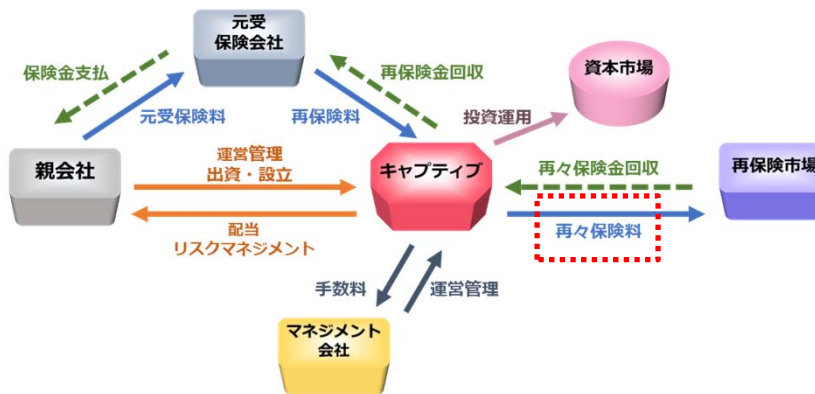 元受
保険会社
資本市場
保険金支払
再保険金回収
元受保険料
再保険料
投資運用
親会社
運営管理
出資・設立
キャプティブ
再々保険金回収
再保険市場
配当
リスクマネジメント
再々保険料
手数料
運営管理
マネジメント
会社